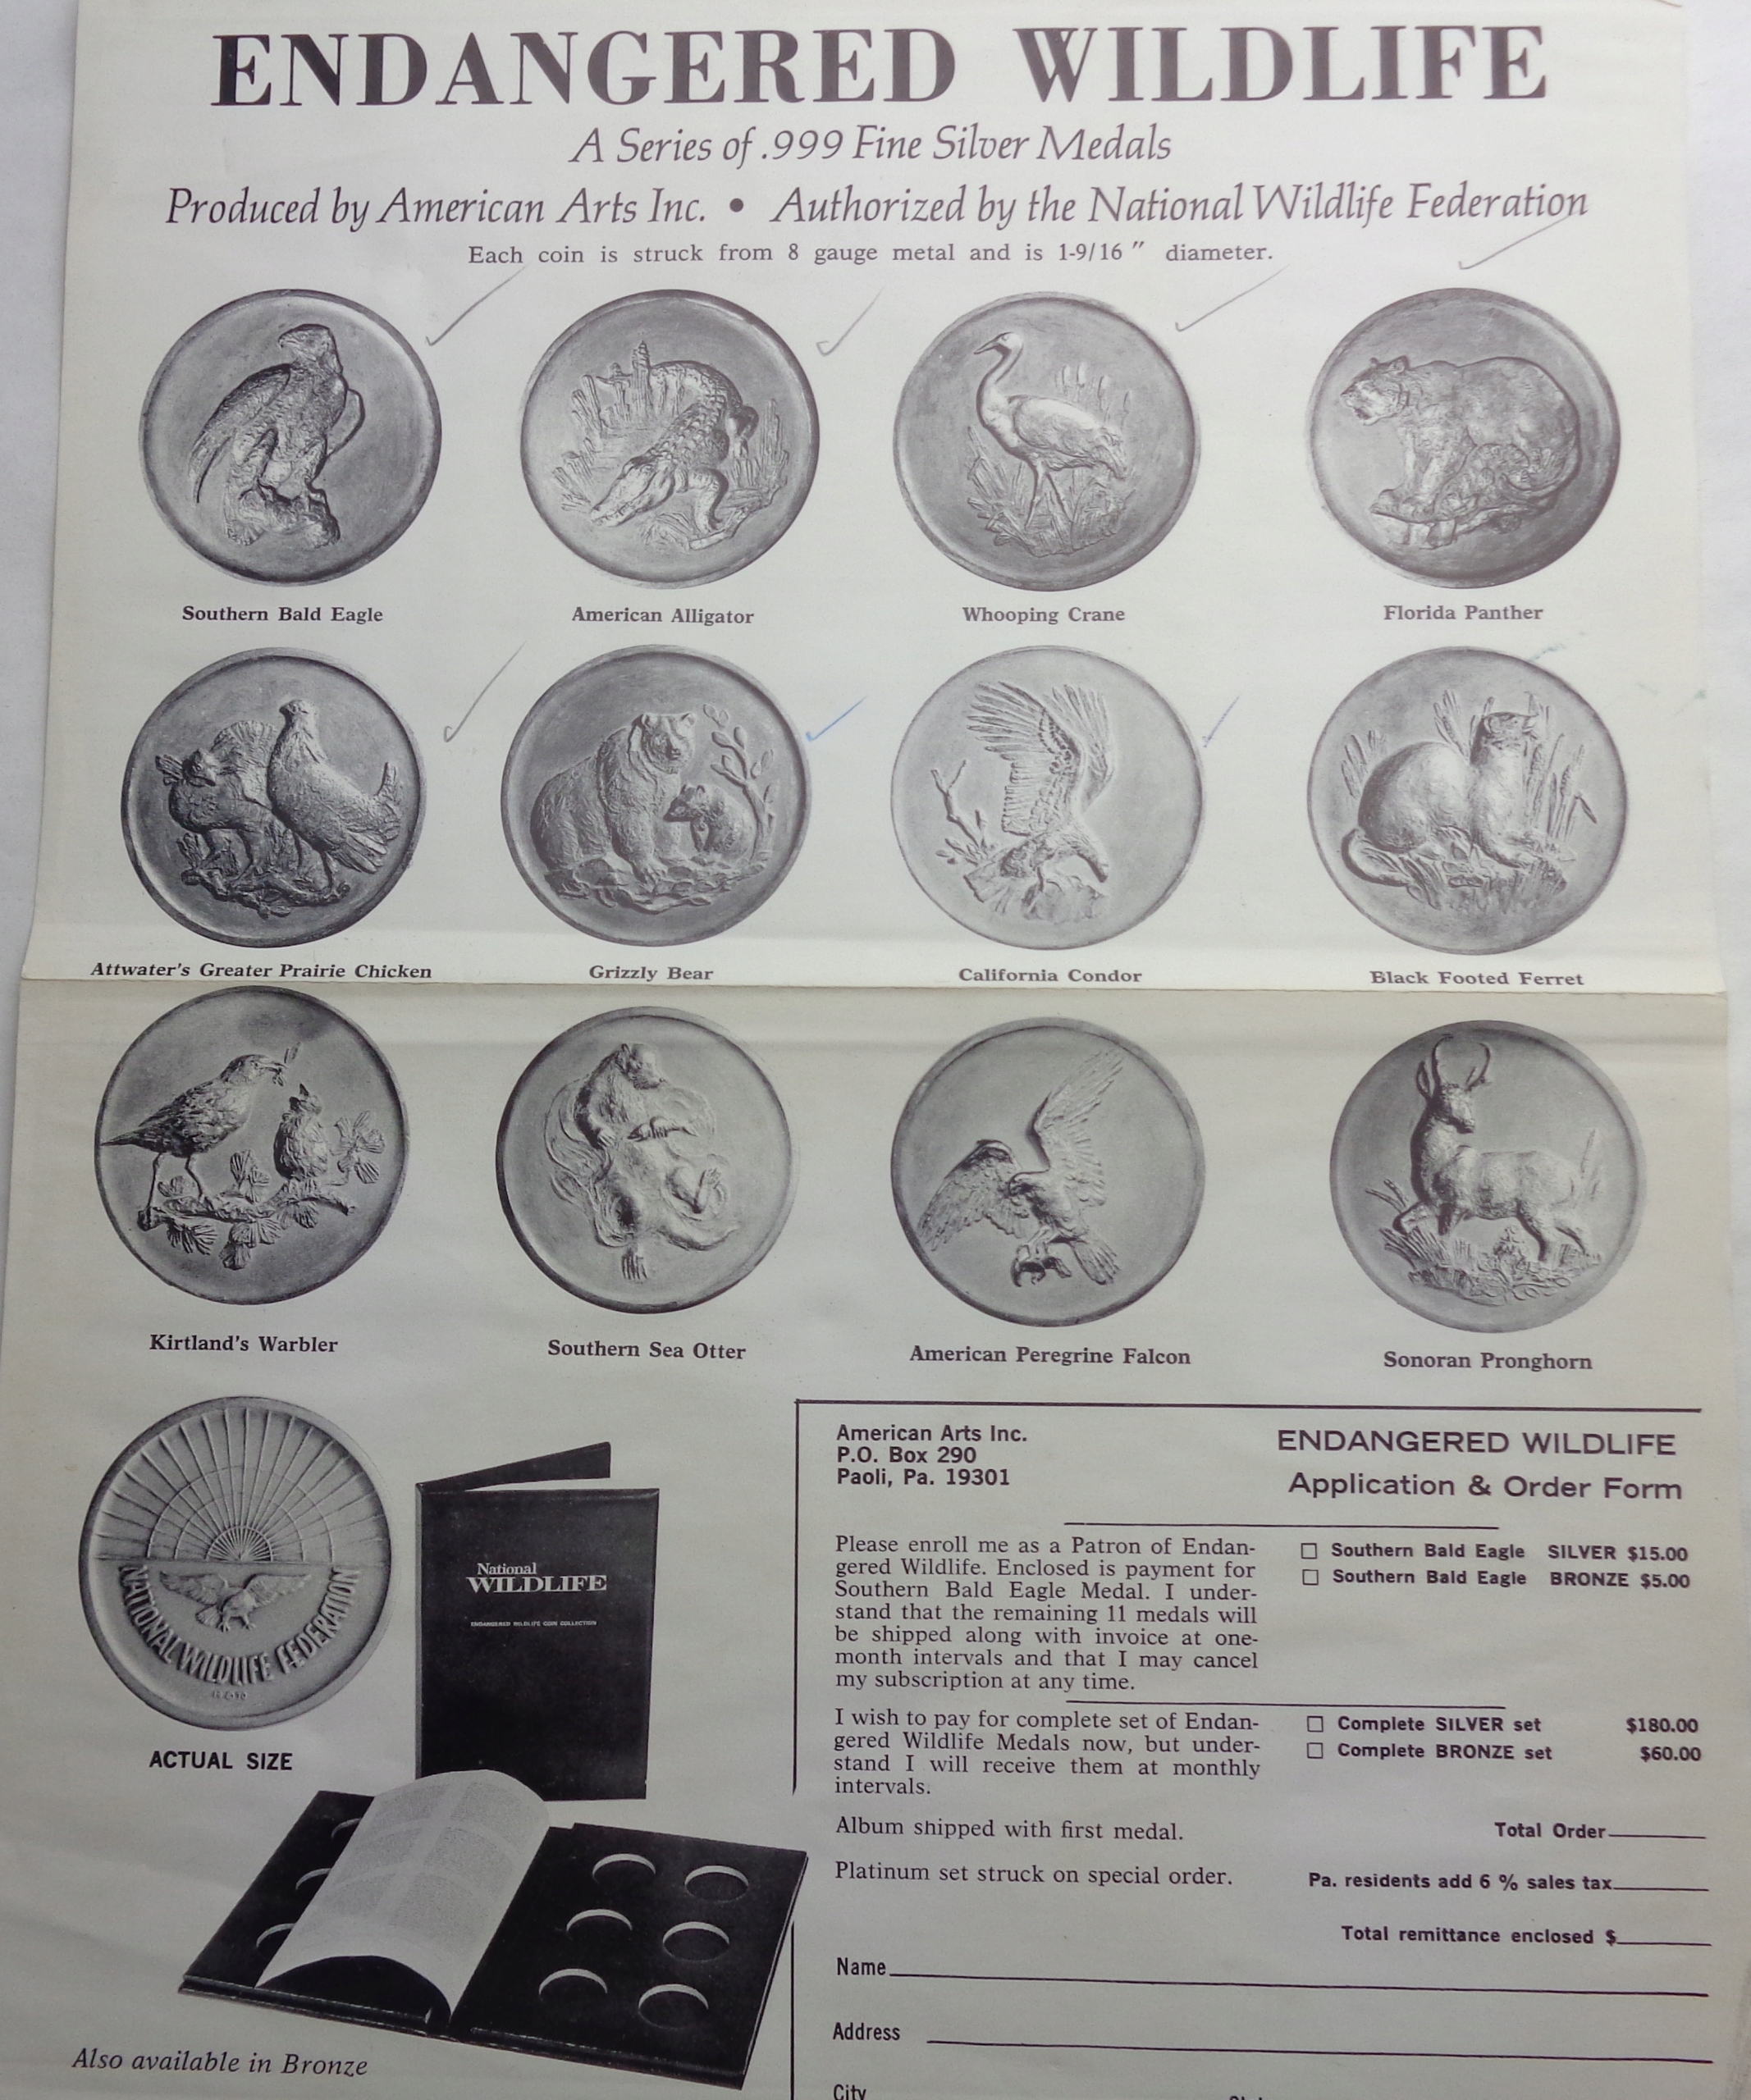 ENDANGERED WILDLIFE
A Series of .999 Fine Silver Medals
Produced by American Arts Inc. • Authorized by the National Wildlife Federation
Each coin is struck from 8 gauge metal and is 1-9/16 " diameter.
Southern Bald Eagle
American Alligator
Whooping Crane
Florida Panther
Attwater's Greater Prairie Chicken
Grizzly Bear
California Condor
Black Footed Ferret
Kirtland's Warbler
Southern Sea Otter
American Peregrine Falcon
Sonoran Pronghorn
NATIONAL WILDLIFE FEDERATION
ACTUAL SIZE
National
WILDLIFE
ENDANGERED WILDLIFE COIN COLLECTION
Also available in Bronze
American Arts Inc.
P.O. Box 290
Paoli, Pa. 19301
ENDANGERED WILDLIFE
Application & Order Form
Please enroll me as a Patron of Endan-
gered Wildlife. Enclosed is payment for
Southern Bald Eagle Medal. I under-
stand that the remaining 11 medals will
be shipped along with invoice at one-
month intervals and that I may cancel
my subscription at any time.
Southern Bald Eagle SILVER $15.00
Southern Bald Eagle BRONZE $5.00
I wish to pay for complete set of Endan-
gered Wildlife Medals now, but under-
stand I will receive them at monthly
intervals.
Complete SILVER set $180.00
Complete BRONZE set $60.00
Album shipped with first medal.
Total Order
Platinum set struck on special order.
Pa. residents add 6 % sales tax
Total remittance enclosed $
Name
Address
City